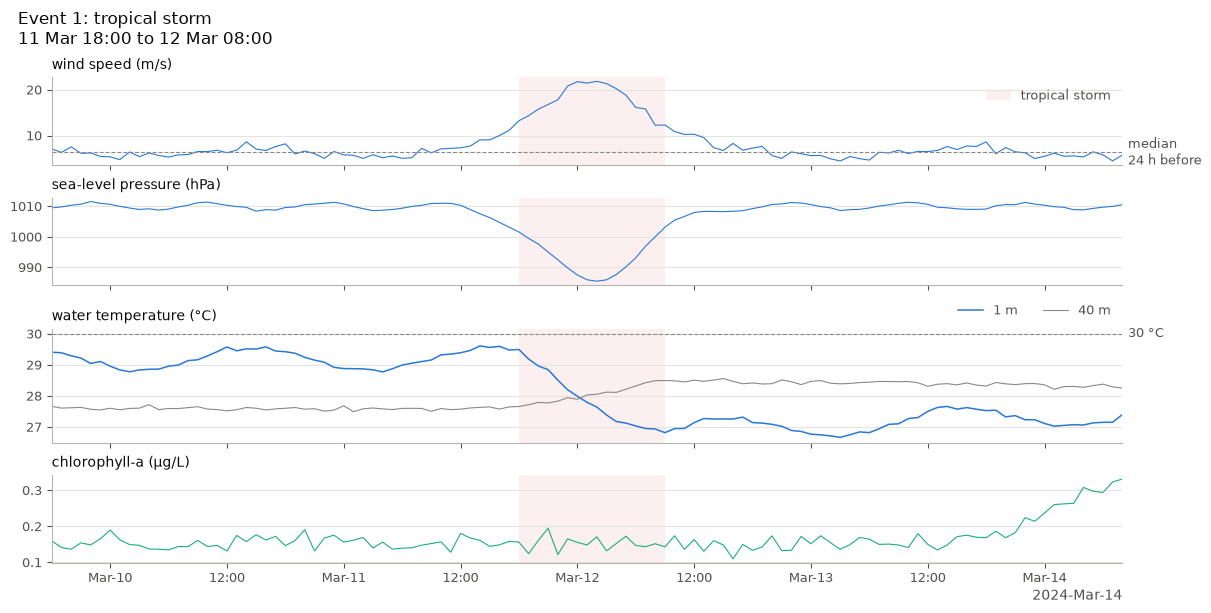 Event 1: tropical storm
11 Mar 18:00 to 12 Mar 08:00
wind speed (m/s)
20
10
tropical storm
median
24 h before
sea-level pressure (hPa)
1010
1000
990
water temperature (°C)
1 m
40 m
30
29
28
27
30 °C
chlorophyll-a (µg/L)
0.3
0.2
0.1
Mar-10 12:00 Mar-11 12:00 Mar-12 12:00 Mar-13 12:00 Mar-14
2024-Mar-14